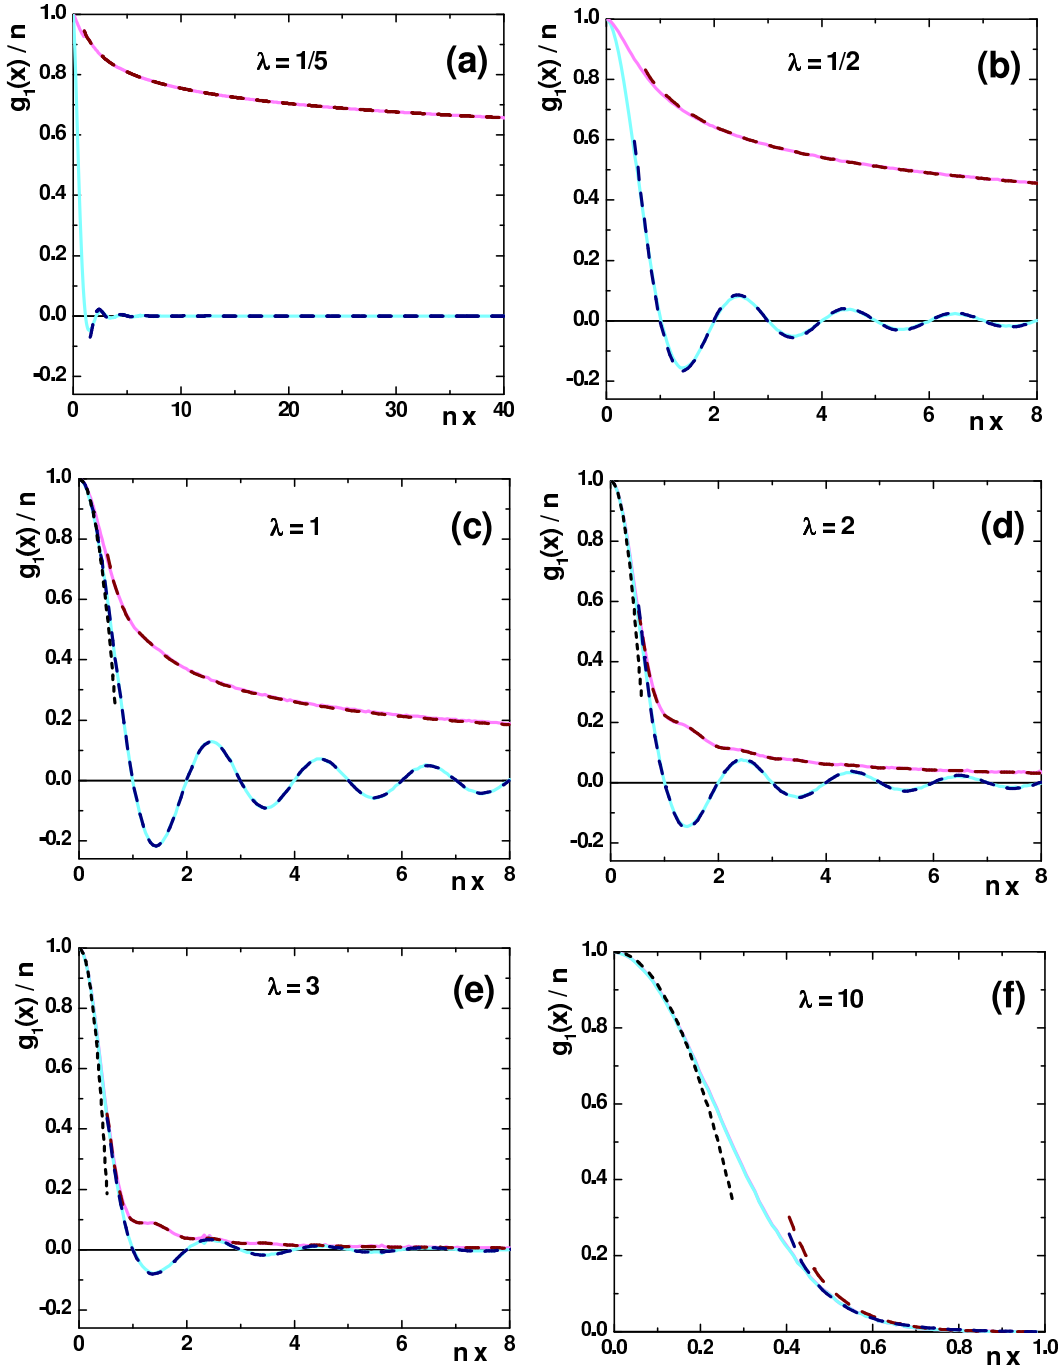 g1(x) / n
λ = 1/5
(a)
1.0
0.8
0.6
0.4
0.2
0.0
-0.2
0 10 20 30 40
n x
g1(x) / n
λ = 1/2
(b)
1.0
0.8
0.6
0.4
0.2
0.0
-0.2
0 2 4 6 8
n x
g1(x) / n
λ = 1
(c)
1.0
0.8
0.6
0.4
0.2
0.0
-0.2
0 2 4 6 8
n x
g1(x) / n
λ = 2
(d)
1.0
0.8
0.6
0.4
0.2
0.0
-0.2
0 2 4 6 8
n x
g1(x) / n
λ = 3
(e)
1.0
0.8
0.6
0.4
0.2
0.0
-0.2
0 2 4 6 8
n x
g1(x) / n
λ = 10
(f)
1.0
0.8
0.6
0.4
0.2
0.0
0.0 0.2 0.4 0.6 0.8 1.0
n x